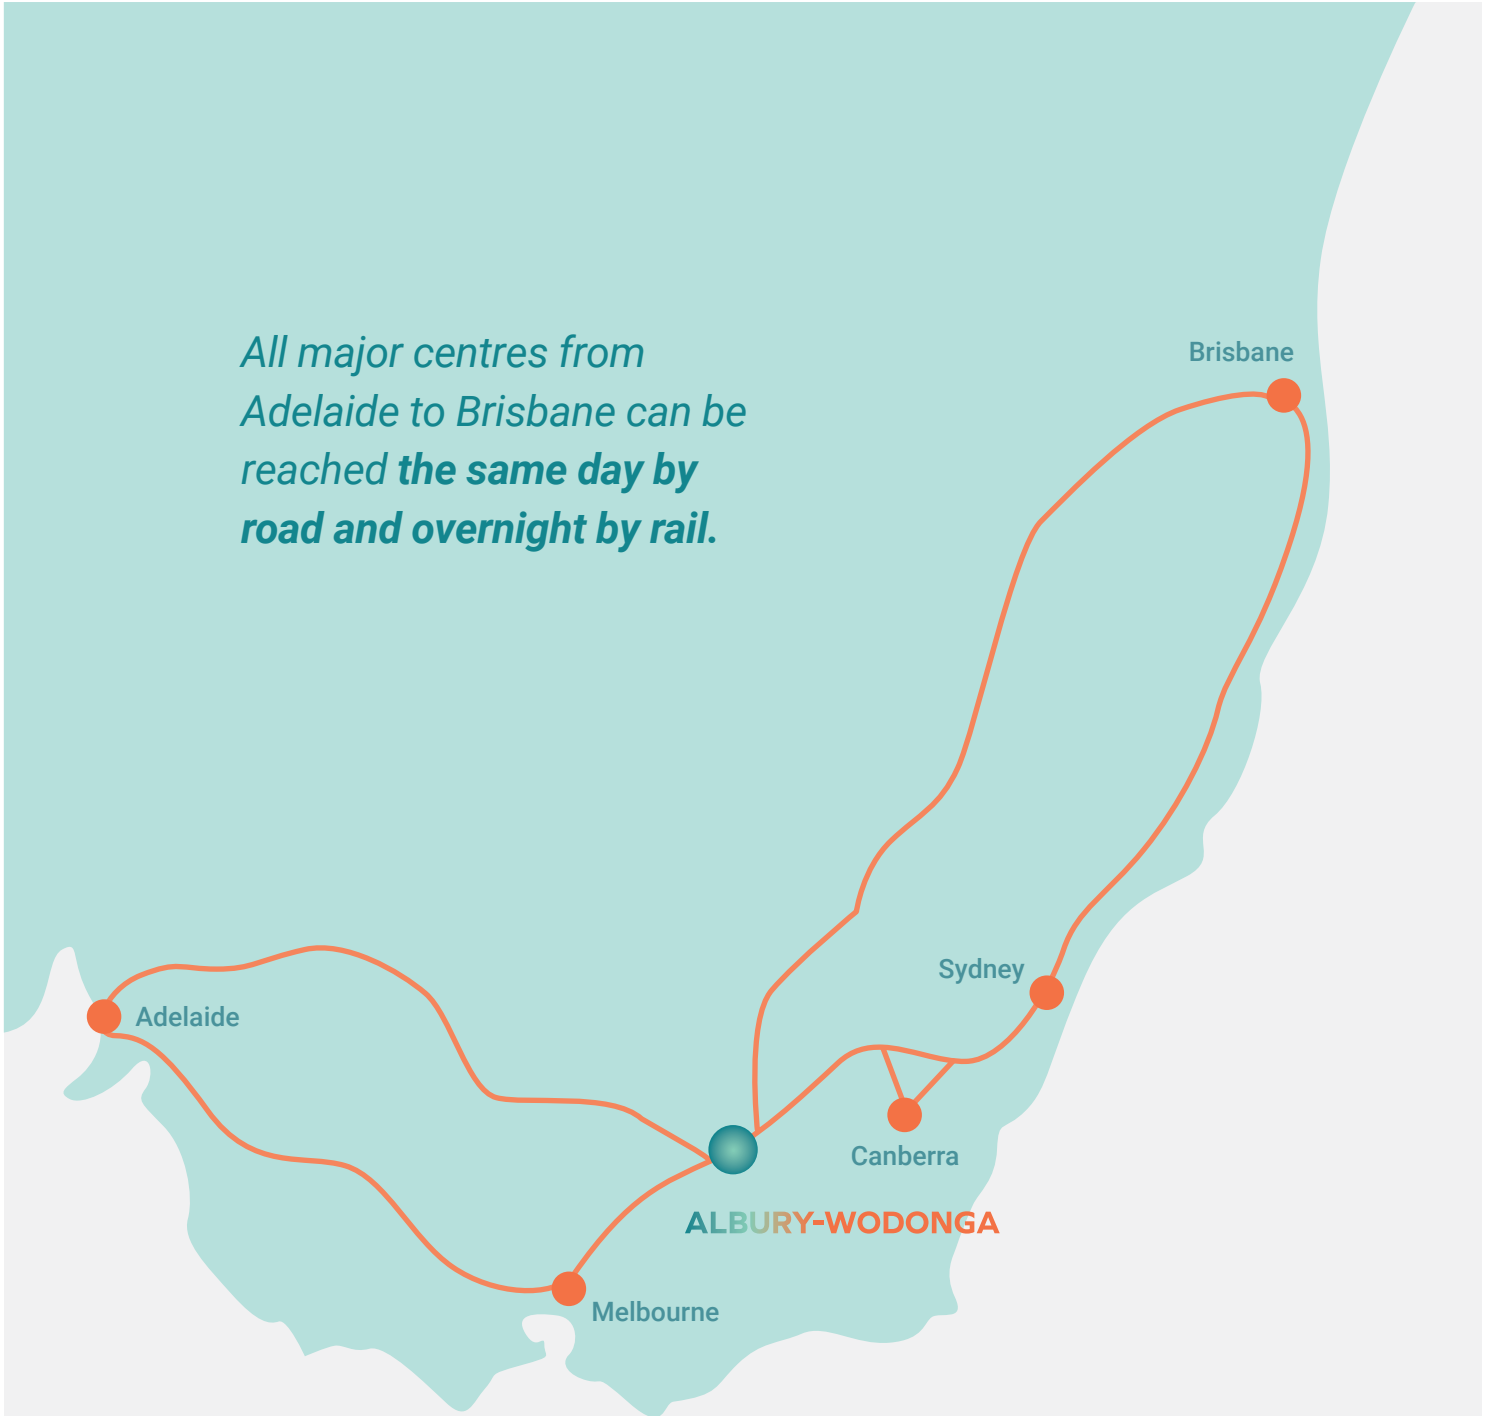 All major centres from
Adelaide to Brisbane can be
reached the same day by
road and overnight by rail.
Brisbane
Sydney
Adelaide
Canberra
ALBURY-WODONGA
Melbourne